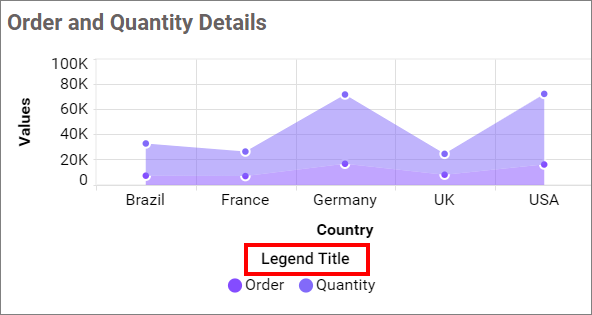 Order and Quantity Details
100K
80K
60K
40K
20K
0
Values
Brazil France Germany UK USA
Country
Legend Title
Order Quantity